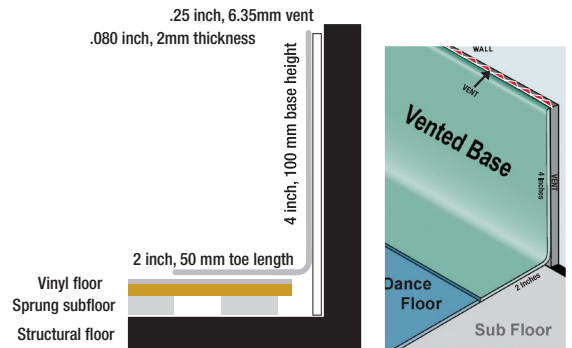 .25 inch, 6.35mm vent
.080 inch, 2mm thickness
4 inch, 100 mm base height
2 inch, 50 mm toe length
Vinyl floor
Sprung subfloor
Structural floor
WALL
VENT
Vented Base
4 Inches
VENT
2 Inches
Dance
Floor
Sub Floor